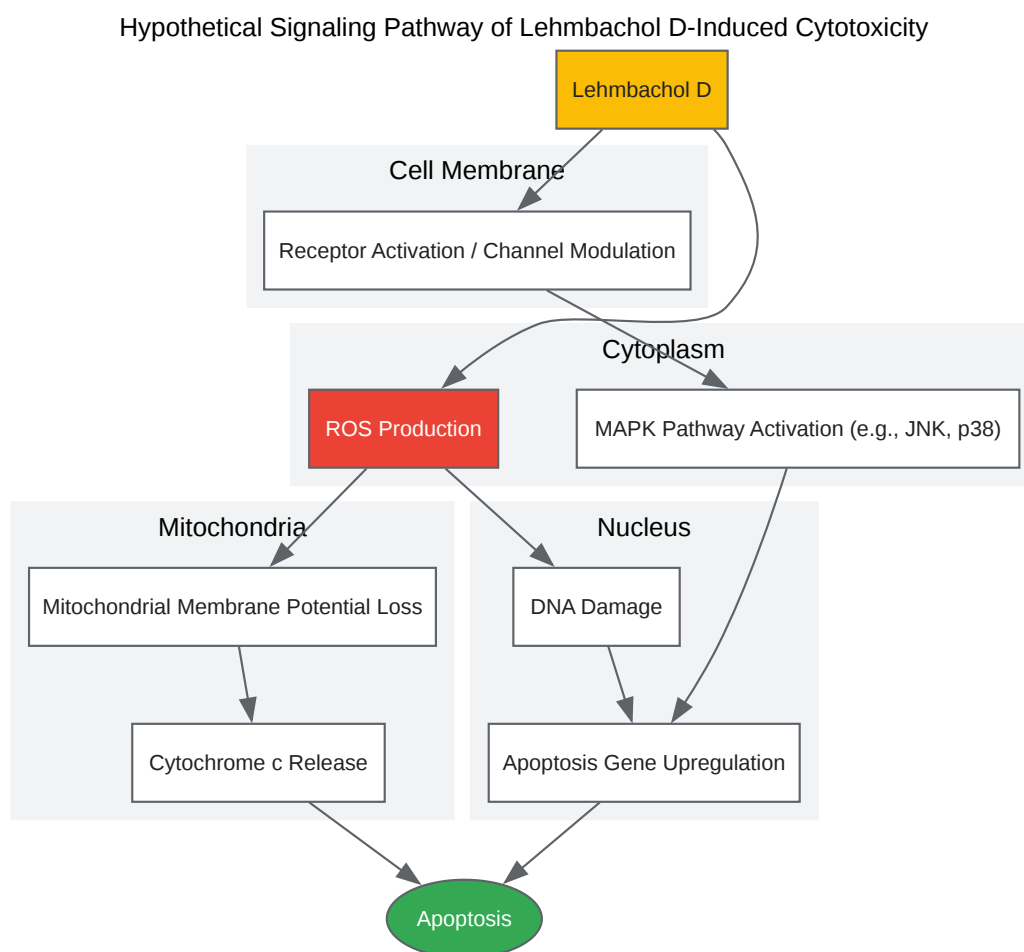 Hypothetical Signaling Pathway of Lehmbachol D-Induced Cytotoxicity
Lehmbachol D
Cell Membrane
Receptor Activation / Channel Modulation
Cytoplasm
ROS Production
MAPK Pathway Activation (e.g., JNK, p38)
Mitochondria
Nucleus
Mitochondrial Membrane Potential Loss
DNA Damage
Cytochrome c Release
Apoptosis Gene Upregulation
Apoptosis